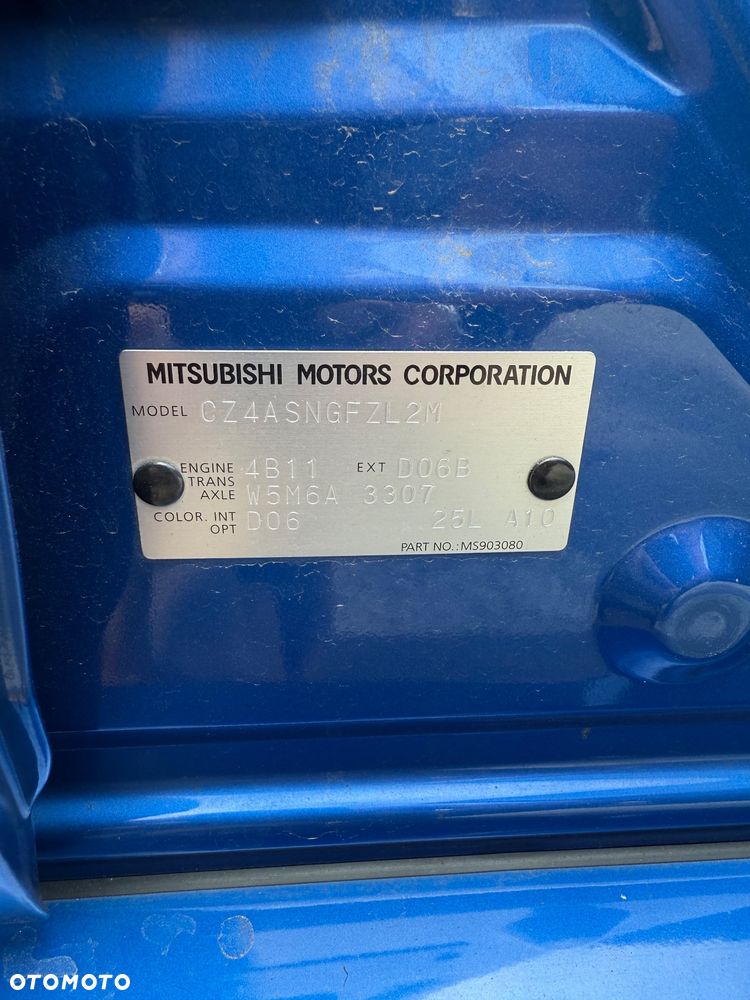 MITSUBISHI MOTORS CORPORATION
MODEL CZ4ASNGFZL2M
ENGINE 4B11 EXT D06B
TRANS
AXLE W5M6A 3307
COLOR. INT D06 25L A10
OPT
PART NO.:MS903080
OTOMOTO